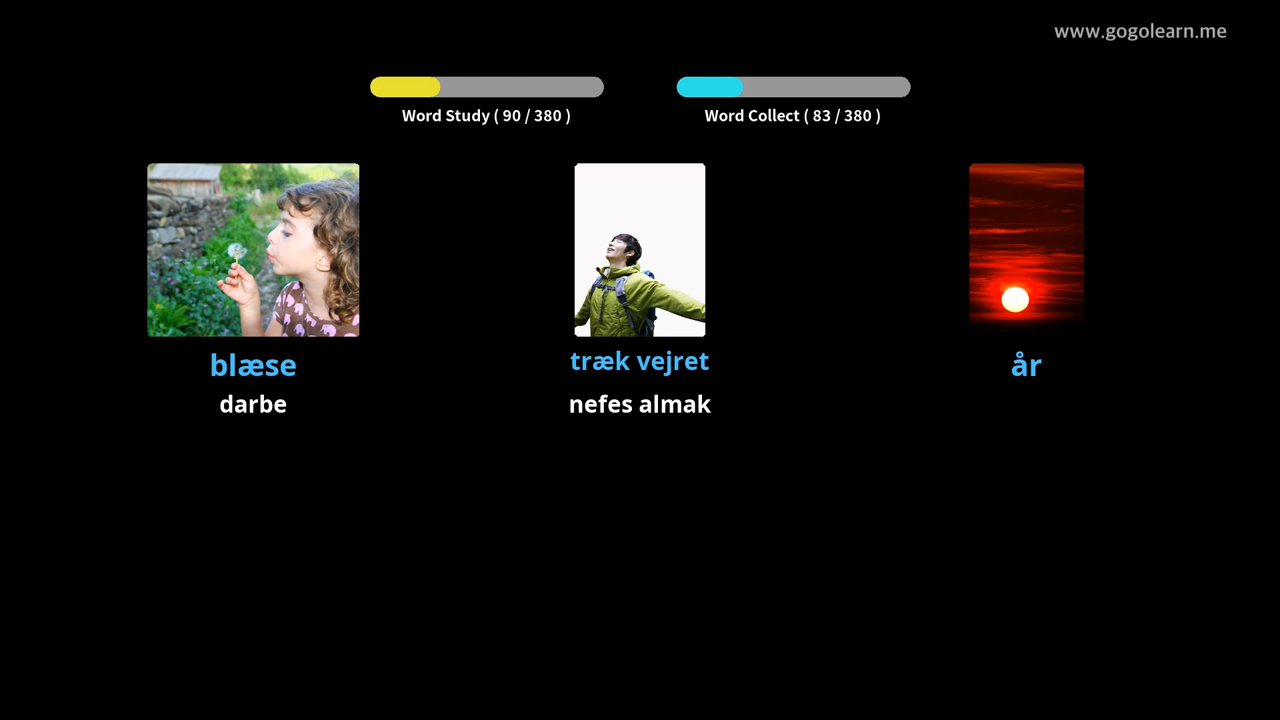 www.gogolearn.me
Word Study ( 90 / 380 )
Word Collect ( 83 / 380 )
blæse
træk vejret
år
darbe
nefes almak